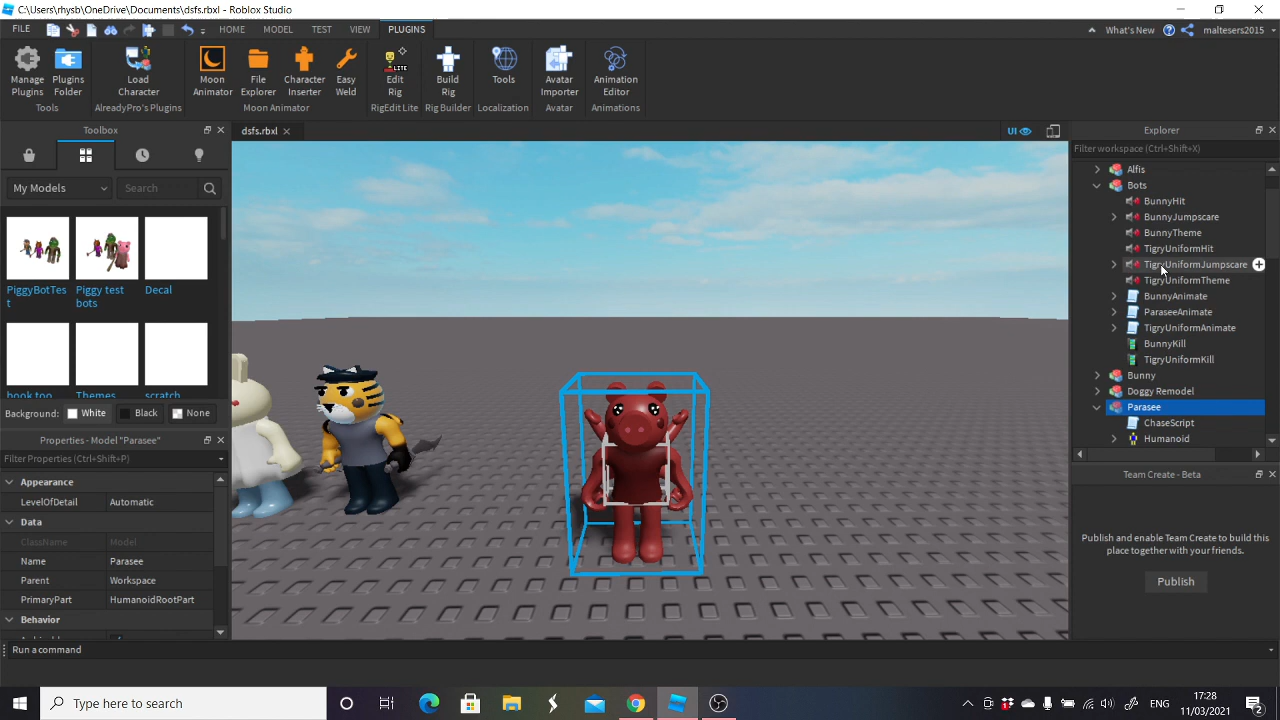 C:\Users\rhysb\OneDrive\Documents\dsfs.rbxl - Roblox Studio
FILE HOME MODEL TEST VIEW PLUGINS What's New maltesers2015
Manage Plugins
Plugins Folder
Tools
Load Character
AlreadyPro's Plugins
Moon Animator
File Explorer
Character Inserter
Easy Weld
Moon Animator
LITE
Edit Rig
RigEdit Lite
Build Rig
Rig Builder
Tools
Localization
Avatar Importer
Avatar
Animation Editor
Animations
Toolbox
My Models
Search
PiggyBotTes
t
Piggy test
bots
Decal
book too
Themes
scratch
Background: White Black None
Properties - Model "Parasee"
Filter Properties (Ctrl+Shift+P)
Appearance
LevelOfDetail Automatic
Data
ClassName Model
Name Parasee
Parent Workspace
PrimaryPart HumanoidRootPart
Behavior
dsfs.rbxl
UI
Explorer
Filter workspace (Ctrl+Shift+X)
Alfis
Bots
BunnyHit
BunnyJumpscare
BunnyTheme
TigryUniformHit
TigryUniformJumpscare
TigryUniformTheme
BunnyAnimate
ParaseeAnimate
TigryUniformAnimate
BunnyKill
TigryUniformKill
Bunny
Doggy Remodel
Parasee
ChaseScript
Humanoid
Team Create - Beta
Publish and enable Team Create to build this
place together with your friends.
Publish
Run a command
Type here to search
ENG
17:28
11/03/2021
2